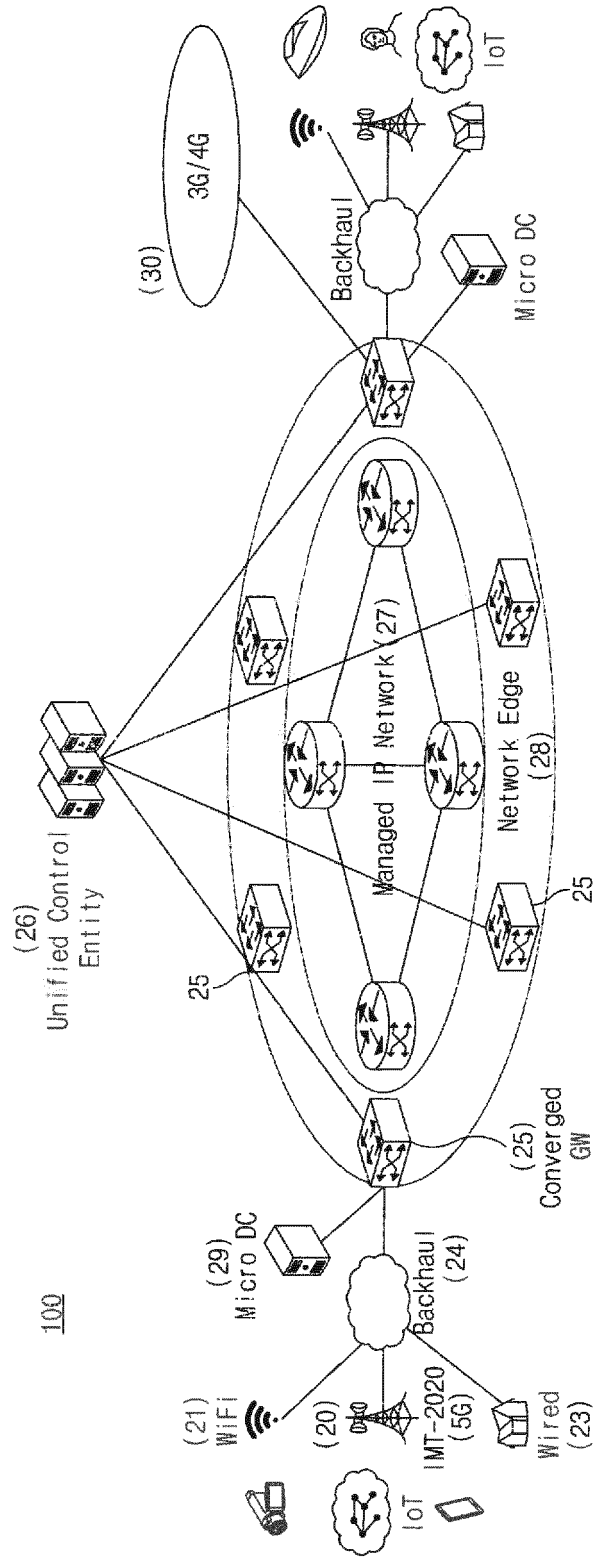 100
(26)
Unified Control
Entity
(30)
3G/4G
(21)
WiFi
(29)
Micro DC
25
IoT
(20)
IMT-2020
(5G)
Backhaul
(24)
Managed IP Network(27)
Backhaul
IoT
Wired
(23)
(25)
Converged
GW
25
Network Edge
(28)
Micro DC